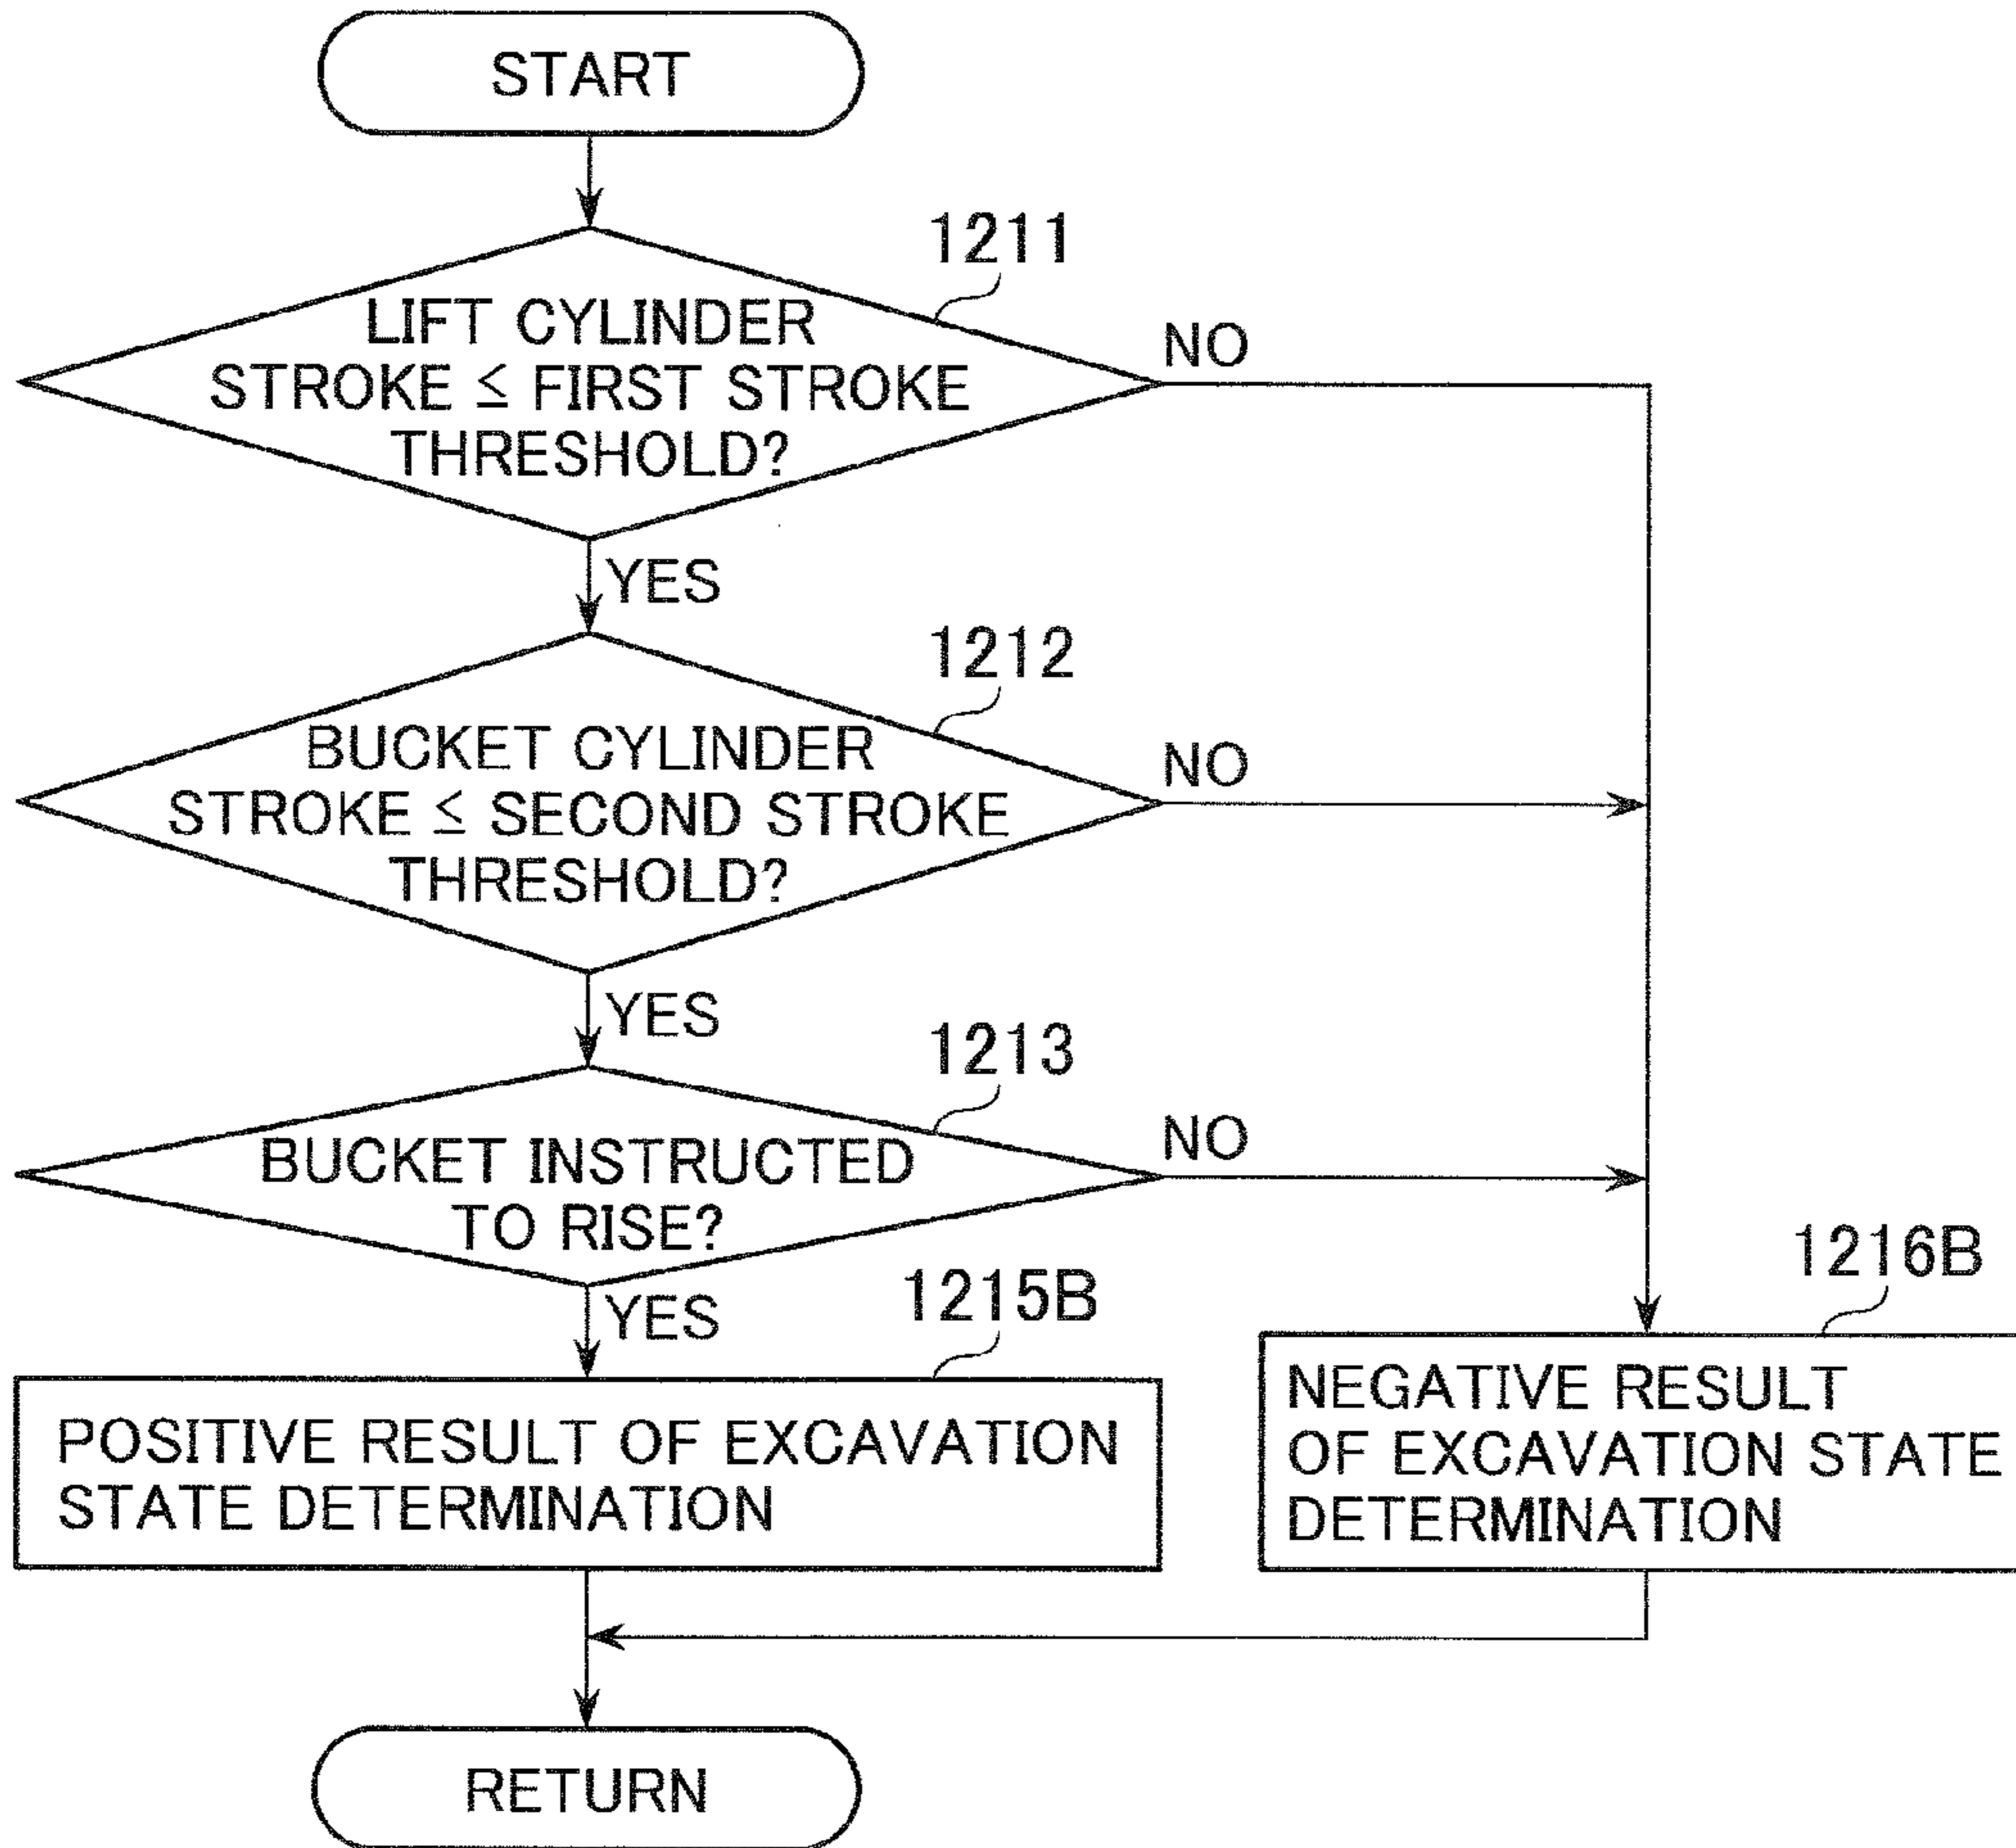 START
1211
LIFT CYLINDER
STROKE ≤ FIRST STROKE
THRESHOLD?
NO
YES
1212
BUCKET CYLINDER
STROKE ≤ SECOND STROKE
THRESHOLD?
NO
YES
1213
BUCKET INSTRUCTED
TO RISE?
NO
YES
1215B
POSITIVE RESULT OF EXCAVATION
STATE DETERMINATION
1216B
NEGATIVE RESULT
OF EXCAVATION STATE
DETERMINATION
RETURN